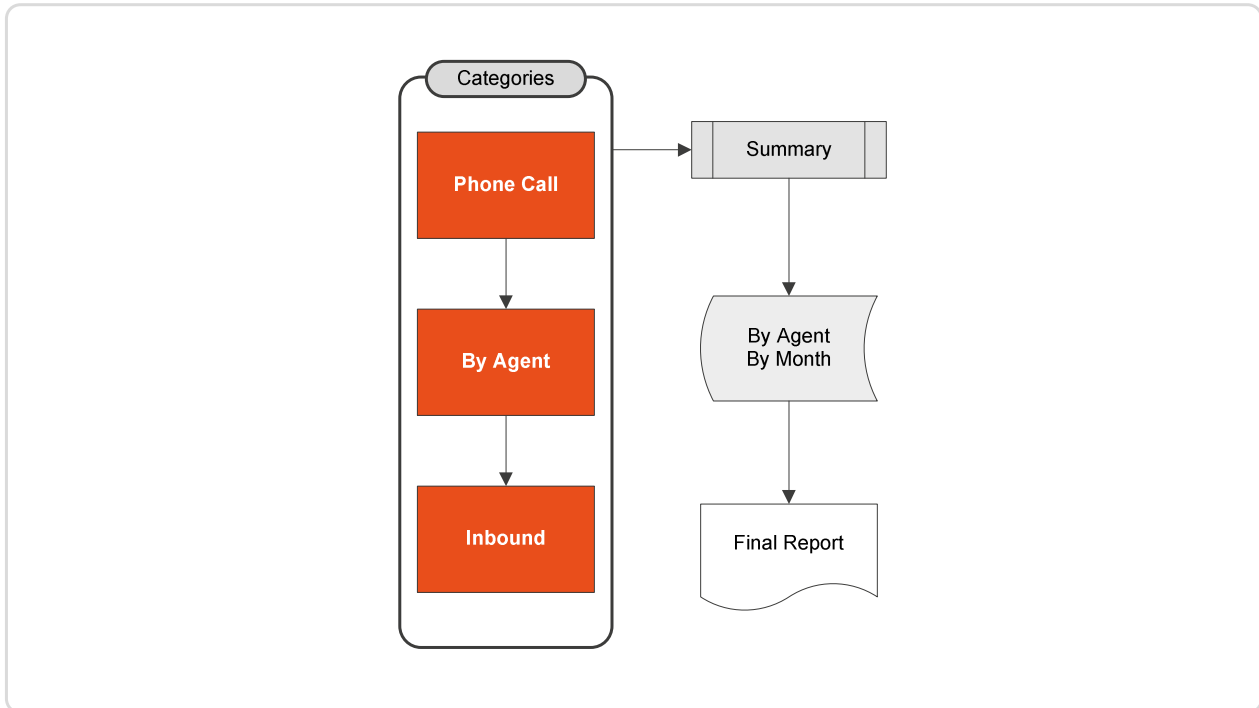 Categories
Phone Call
By Agent
Inbound
Summary
By Agent
By Month
Final Report